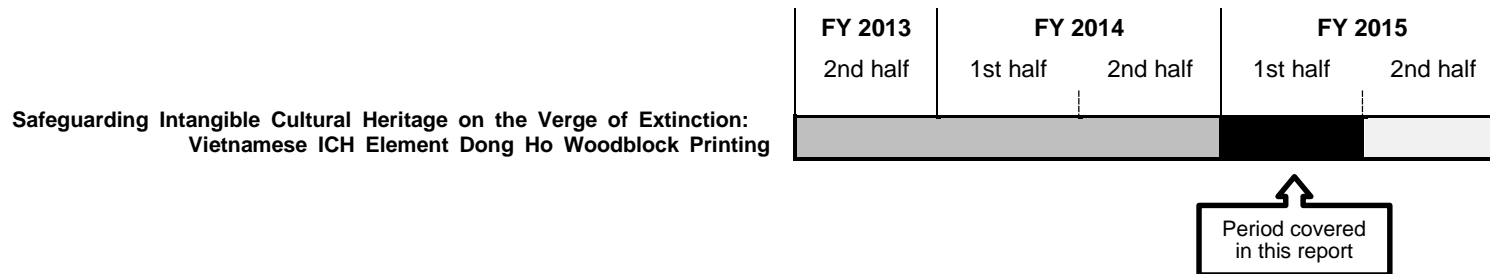 FY 2013 FY 2014 FY 2015
2nd half 1st half 2nd half 1st half 2nd half
Safeguarding Intangible Cultural Heritage on the Verge of Extinction:
Vietnamese ICH Element Dong Ho Woodblock Printing
Period covered
in this report